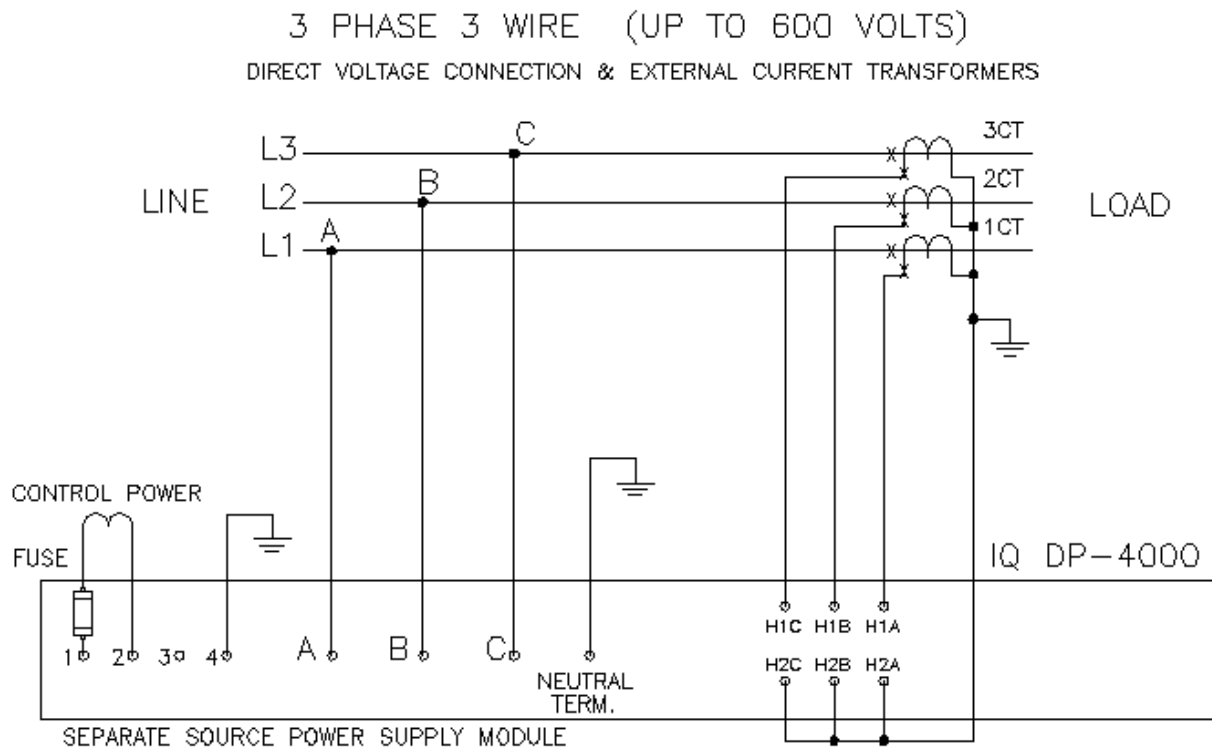 3 PHASE 3 WIRE (UP TO 600 VOLTS)
DIRECT VOLTAGE CONNECTION & EXTERNAL CURRENT TRANSFORMERS
C
3CT
L3
X
X
B
2CT
LINE
L2
X
LOAD
X
A
1CT
L1
X
X
CONTROL POWER
FUSE
IQ DP-4000
H1C H1B H1A
1 2 3 4 A B C
H2C H2B H2A
NEUTRAL
TERM.
SEPARATE SOURCE POWER SUPPLY MODULE